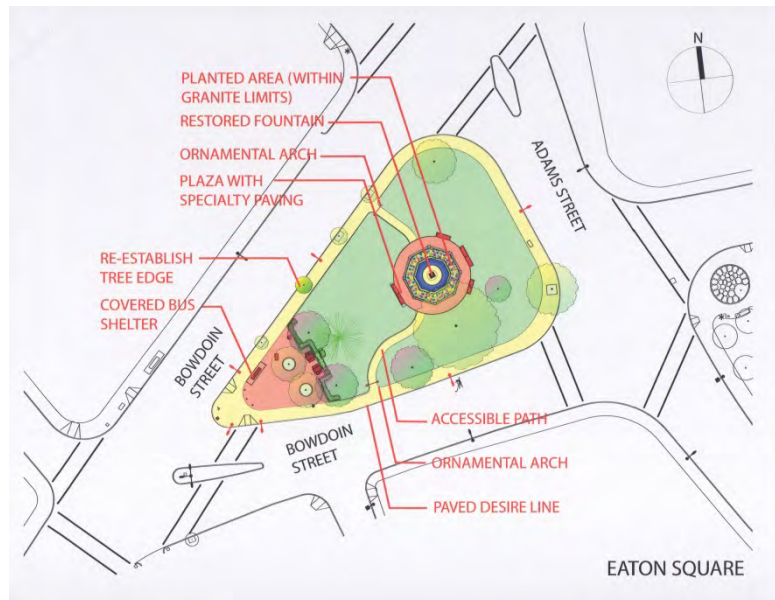 N
PLANTED AREA (WITHIN
GRANITE LIMITS)
RESTORED FOUNTAIN
ORNAMENTAL ARCH
PLAZA WITH
SPECIALTY PAVING
ADAMS STREET
RE-ESTABLISH
TREE EDGE
COVERED BUS
SHELTER
BOWDOIN
STREET
BOWDOIN
STREET
ACCESSIBLE PATH
ORNAMENTAL ARCH
PAVED DESIRE LINE
EATON SQUARE